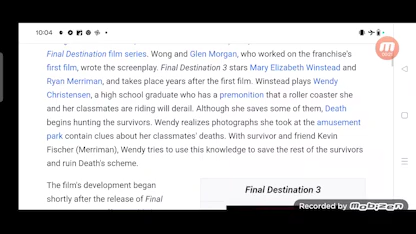 10:04
Final Destination film series. Wong and Glen Morgan, who worked on the franchise's
first film, wrote the screenplay. Final Destination 3 stars Mary Elizabeth Winstead and
Ryan Merriman, and takes place years after the first film. Winstead plays Wendy
Christensen, a high school graduate who has a premonition that a roller coaster she
and her classmates are riding will derail. Although she saves some of them, Death
begins hunting the survivors. Wendy realizes photographs she took at the amusement
park contain clues about her classmates' deaths. With survivor and friend Kevin
Fischer (Merriman), Wendy tries to use this knowledge to save the rest of the survivors
and ruin Death's scheme.
The film's development began
shortly after the release of Final
Final Destination 3
Recorded by Mobizen